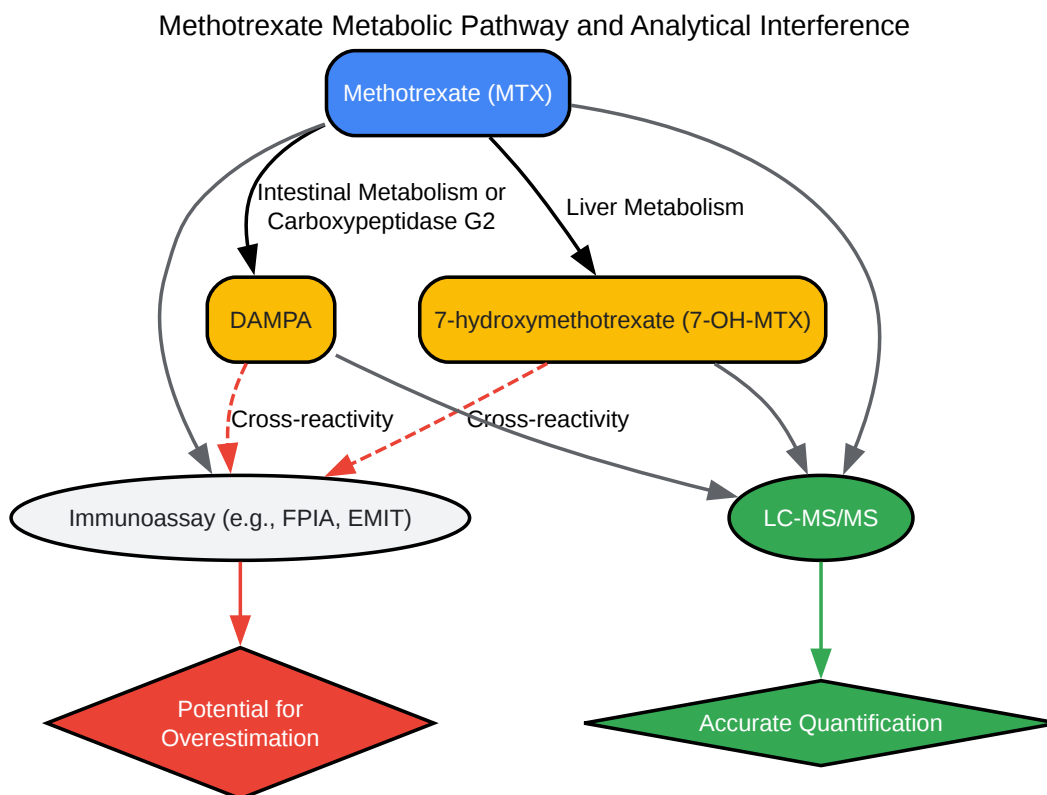 Methotrexate Metabolic Pathway and Analytical Interference
Methotrexate (MTX)
Intestinal Metabolism or
Carboxypeptidase G2
Liver Metabolism
DAMPA
7-hydroxymethotrexate (7-OH-MTX)
Cross-reactivity
Cross-reactivity
Immunoassay (e.g., FPIA, EMIT)
LC-MS/MS
Potential for
Overestimation
Accurate Quantification